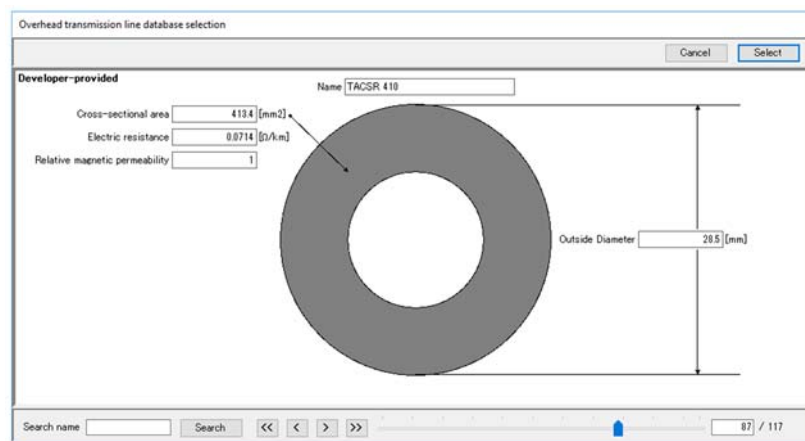 Overhead transmission line database selection
Cancel Select
Developer-provided
Name TACSR 410
Cross-sectional area 413.4 [mm2]
Electric resistance 0.0714 [Ω/km]
Relative magnetic permeability 1
Outside Diameter 28.5 [mm]
Search name Search << < > >> 87 / 117